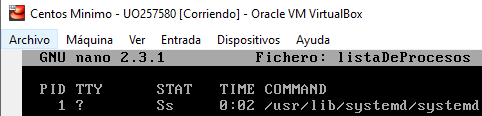 Centos Minimo - UO257580 [Corriendo] - Oracle VM VirtualBox
Archivo Máquina Ver Entrada Dispositivos Ayuda
GNU nano 2.3.1 Fichero: listaDeProcesos
PID TTY STAT TIME COMMAND
1 ? Ss 0:02 /usr/lib/systemd/systemd